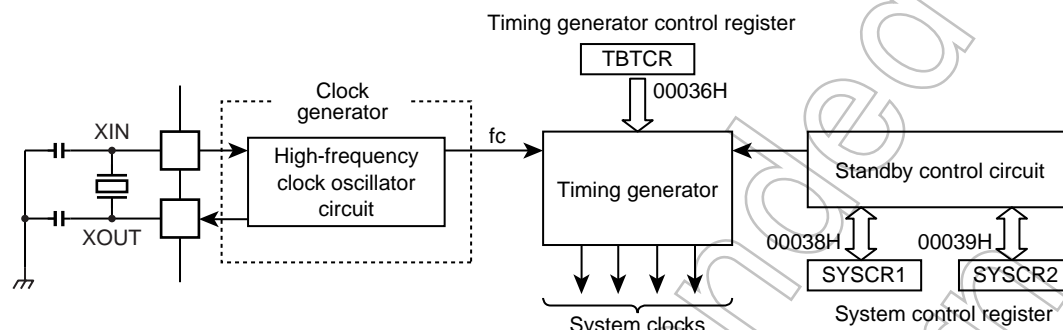 Timing generator control register
TBTCR
00036H
Clock
generator
XIN
High-frequency
clock oscillator
circuit
fc
Timing generator
Standby control circuit
XOUT
00038H
00039H
SYSCR1
SYSCR2
System clocks
System control register